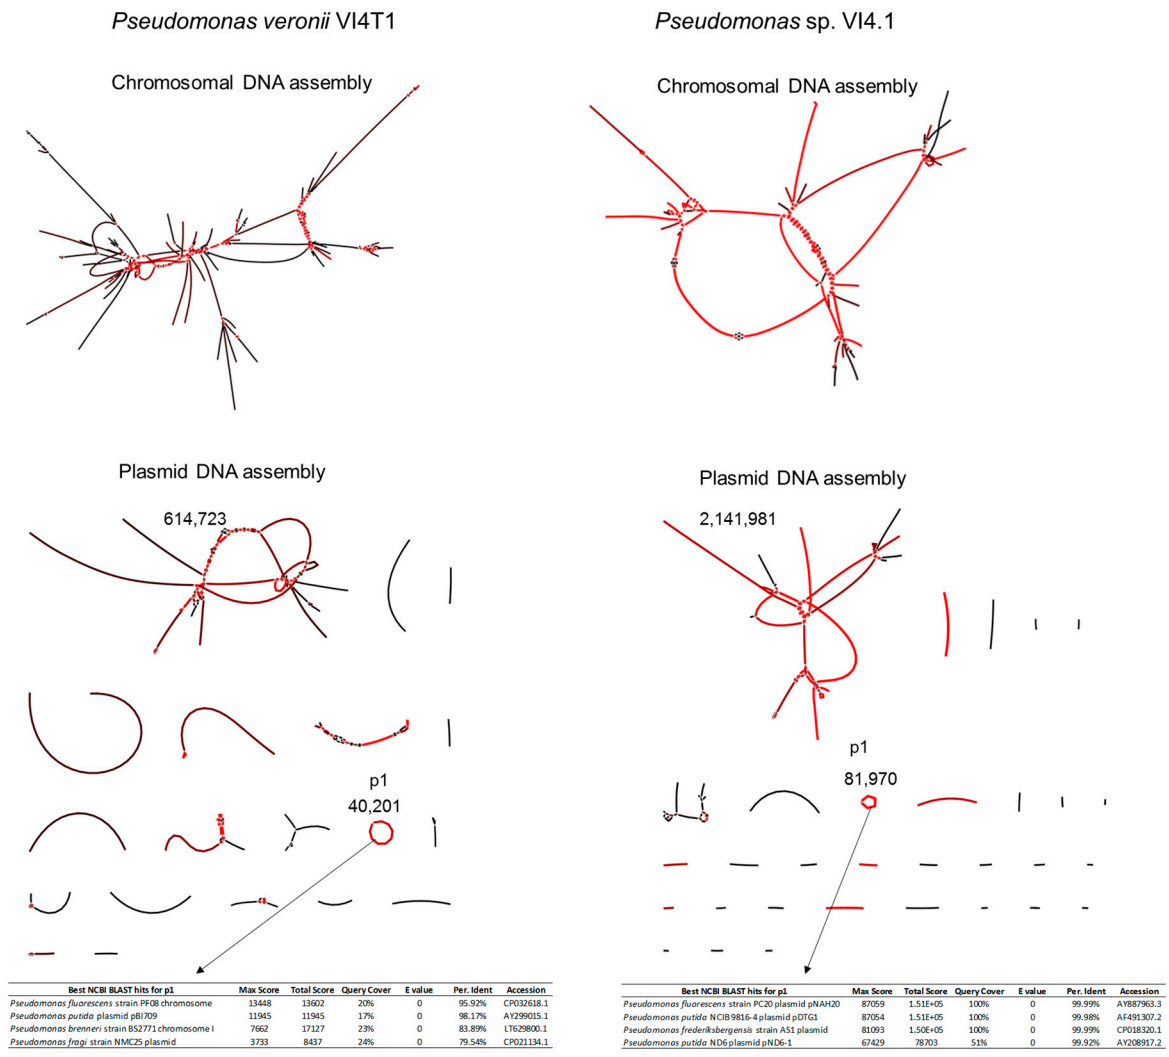 Pseudomonas veronii VI4T1
Pseudomonas sp. VI4.1
Chromosomal DNA assembly
Chromosomal DNA assembly
Plasmid DNA assembly
Plasmid DNA assembly
614,723
2,141,981
p1
40,201
p1
81,970
Best NCBI BLAST hits for p1 Max Score Total Score Query Cover E value Per. Ident Accession
Pseudomonas fluorescens strain PF08 chromosome 13448 13602 20% 0 95.92% CP032618.1
Pseudomonas putida plasmid pBI709 11945 11945 17% 0 98.17% AY299015.1
Pseudomonas brenneri strain BS2771 chromosome I 7662 17127 23% 0 83.89% LT629800.1
Pseudomonas fragi strain NMC25 plasmid 3733 8437 24% 0 79.54% CP021134.1
Best NCBI BLAST hits for p1 Max Score Total Score Query Cover E value Per. Ident Accession
Pseudomonas fluorescens strain PC20 plasmid pNAH20 87059 1.51E+05 100% 0 99.99% AY887963.3
Pseudomonas putida NCIB 9816-4 plasmid pDTG1 87054 1.51E+05 100% 0 99.98% AF491307.2
Pseudomonas frederiksbergensis strain AS1 plasmid 81093 1.50E+05 100% 0 99.99% CP018320.1
Pseudomonas putida ND6 plasmid pND6-1 67429 78703 51% 0 99.92% AY208917.2